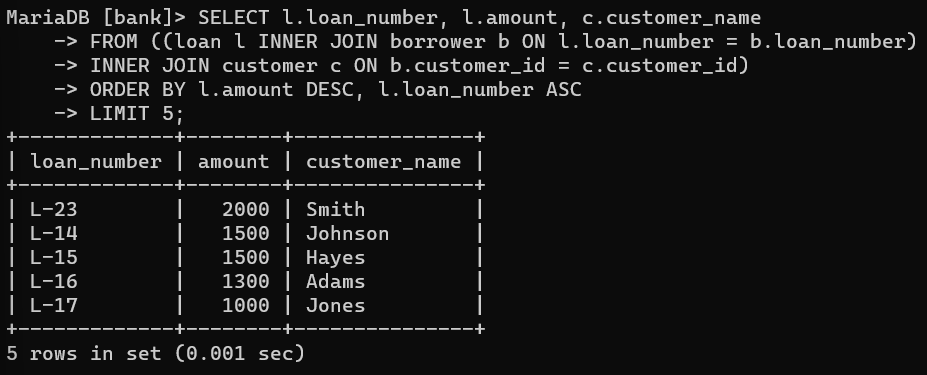 MariaDB [bank]> SELECT l.loan_number, l.amount, c.customer_name
    -> FROM ((loan l INNER JOIN borrower b ON l.loan_number = b.loan_number)
    -> INNER JOIN customer c ON b.customer_id = c.customer_id)
    -> ORDER BY l.amount DESC, l.loan_number ASC
    -> LIMIT 5;
+-------------+--------+---------------+
| loan_number | amount | customer_name |
+-------------+--------+---------------+
| L-23        |   2000 | Smith         |
| L-14        |   1500 | Johnson       |
| L-15        |   1500 | Hayes         |
| L-16        |   1300 | Adams         |
| L-17        |   1000 | Jones         |
+-------------+--------+---------------+
5 rows in set (0.001 sec)